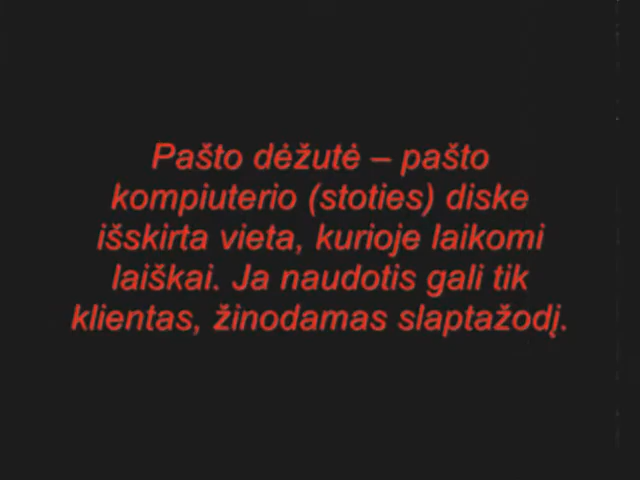 Pašto dėžutė – pašto
kompiuterio (stoties) diske
išskirta vieta, kurioje laikomi
laiškai. Ja naudotis gali tik
klientas, žinodamas slaptažodį.